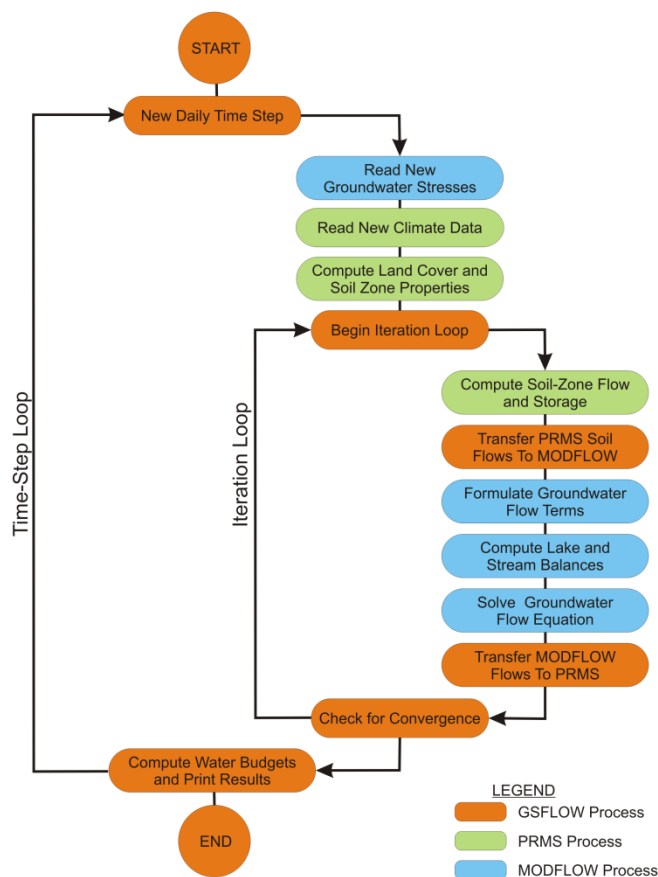 START
New Daily Time Step
Read New
Groundwater Stresses
Read New Climate Data
Compute Land Cover and
Soil Zone Properties
Begin Iteration Loop
Compute Soil-Zone Flow
and Storage
Transfer PRMS Soil
Flows To MODFLOW
Formulate Groundwater
Flow Terms
Compute Lake and
Stream Balances
Solve Groundwater
Flow Equation
Transfer MODFLOW
Flows To PRMS
Check for Convergence
Compute Water Budgets
and Print Results
END
Time-Step Loop
Iteration Loop
LEGEND
GSFLOW Process
PRMS Process
MODFLOW Process